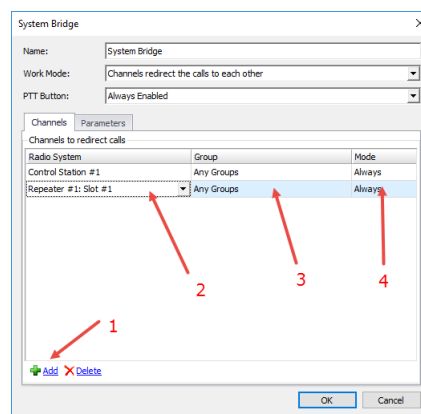 System Bridge
Name: System Bridge
Work Mode: Channels redirect the calls to each other
PTT Button: Always Enabled
Channels Parameters
Channels to redirect calls
Radio System Group Mode
Control Station #1 Any Groups Always
Repeater #1: Slot #1 Any Groups Always
1 2 3 4
Add Delete
OK Cancel